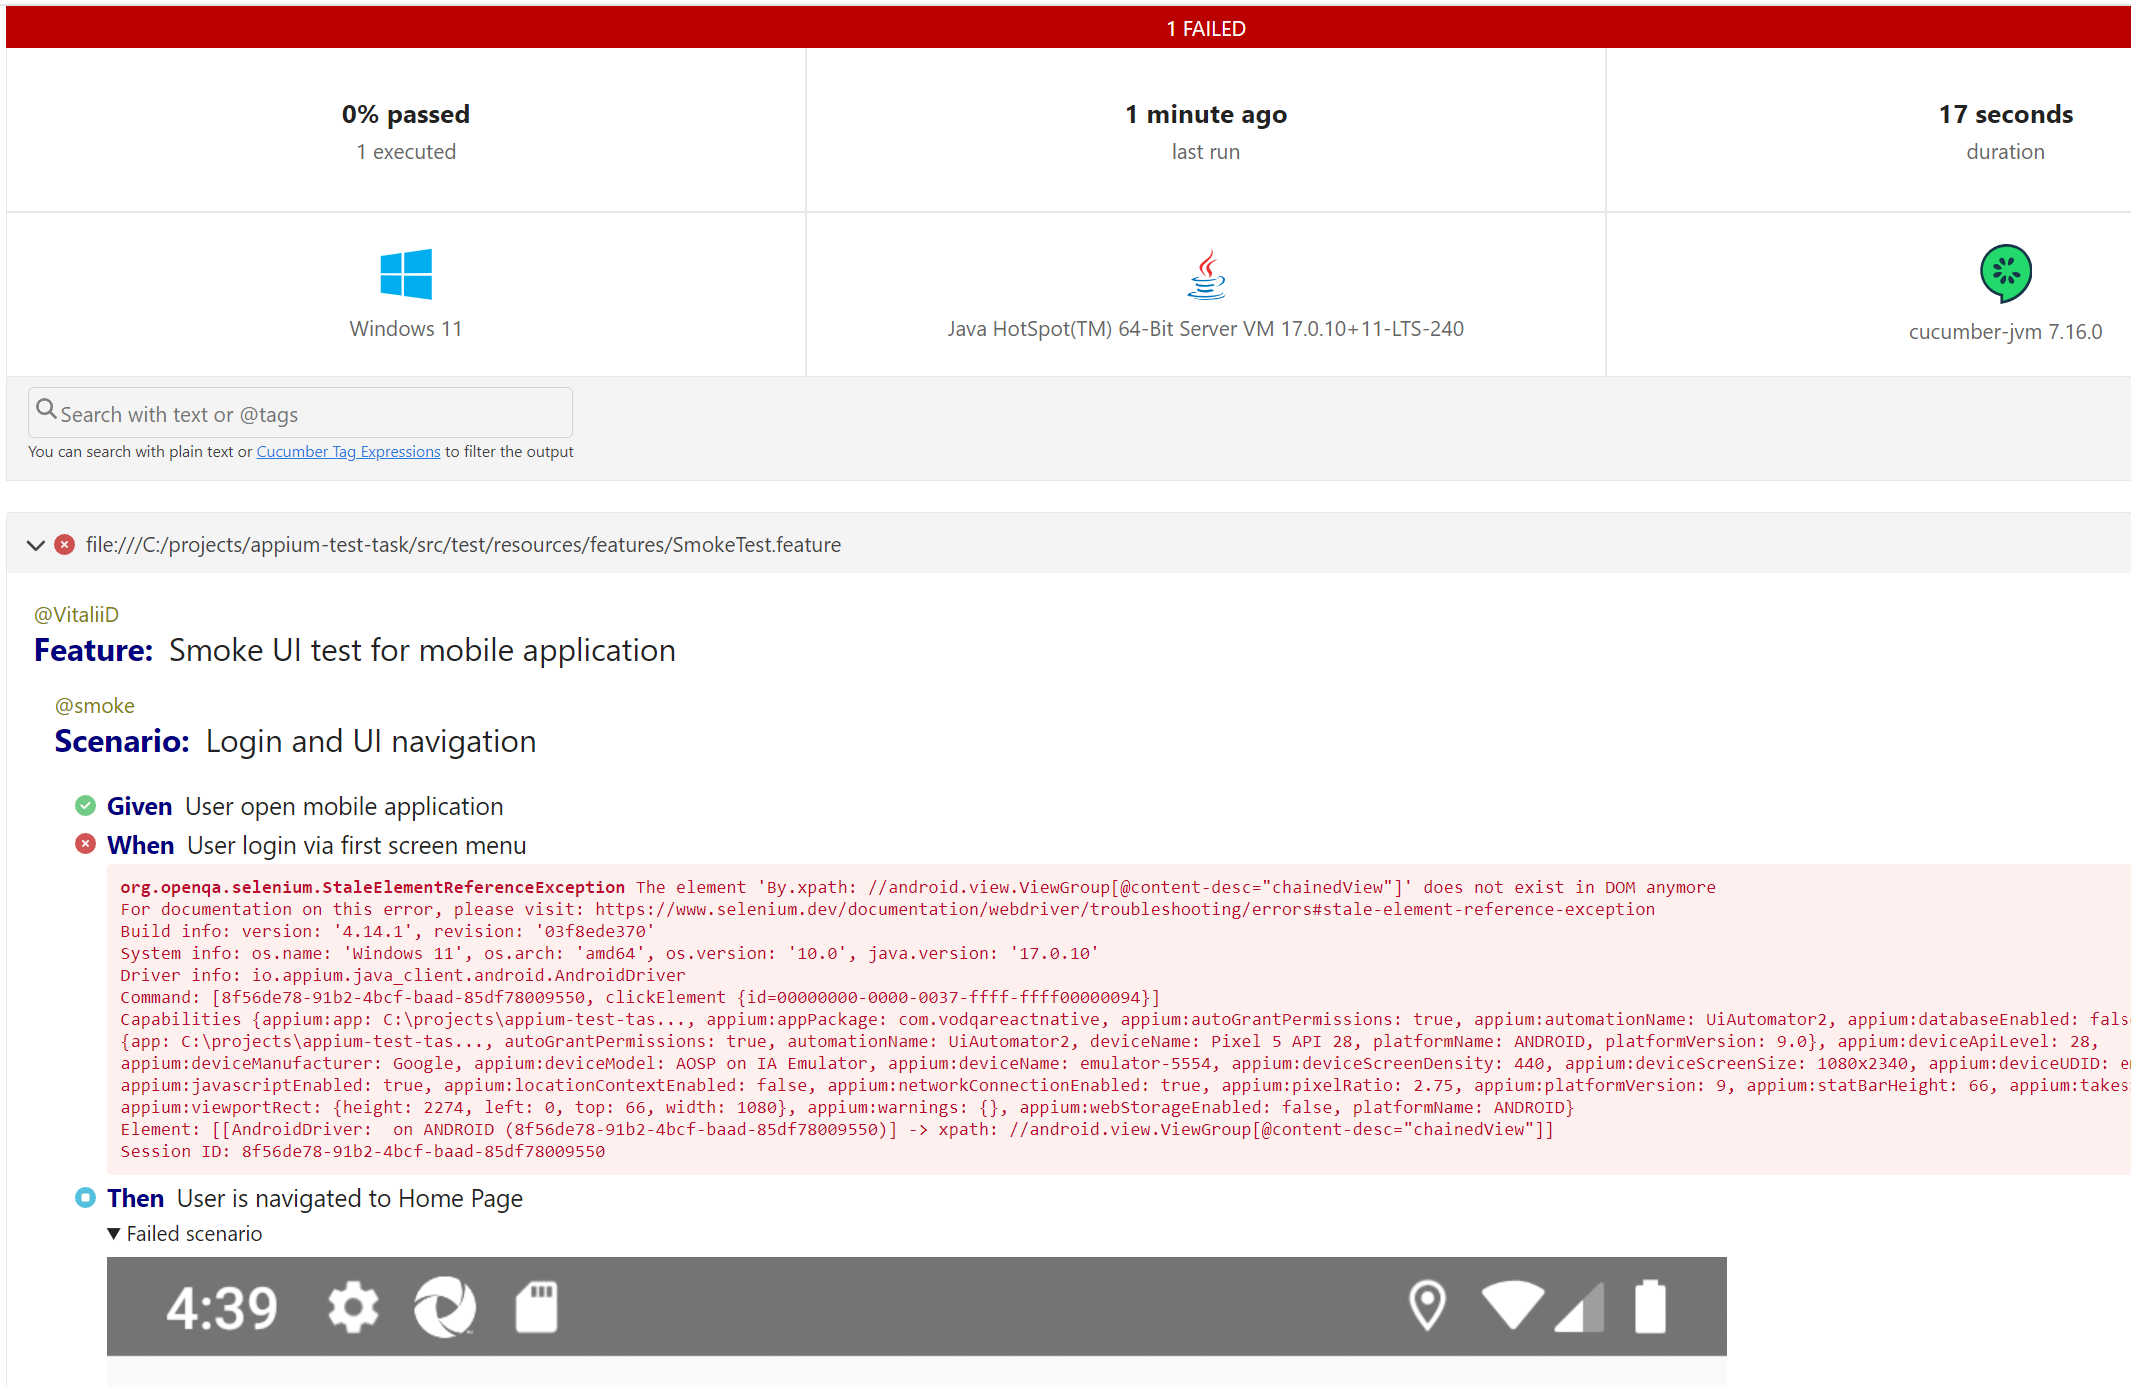 1 FAILED
0% passed
1 executed
1 minute ago
last run
17 seconds
duration
Windows 11
Java HotSpot(TM) 64-Bit Server VM 17.0.10+11-LTS-240
cucumber-jvm 7.16.0
Search with text or @tags
You can search with plain text or Cucumber Tag Expressions to filter the output
file:///C:/projects/appium-test-task/src/test/resources/features/SmokeTest.feature
@VitaliiD
Feature: Smoke UI test for mobile application
@smoke
Scenario: Login and UI navigation
Given User open mobile application
When User login via first screen menu
org.openqa.selenium.StaleElementReferenceException The element 'By.xpath: //android.view.ViewGroup[@content-desc="chainedView"]' does not exist in DOM anymore
For documentation on this error, please visit: https://www.selenium.dev/documentation/webdriver/troubleshooting/errors#stale-element-reference-exception
Build info: version: '4.14.1', revision: '03f8ede370'
System info: os.name: 'Windows 11', os.arch: 'amd64', os.version: '10.0', java.version: '17.0.10'
Driver info: io.appium.java_client.android.AndroidDriver
Command: [8f56de78-91b2-4bcf-baad-85df78009550, clickElement {id=00000000-0000-0037-ffff-ffff00000094}]
Capabilities {appium:app: C:\projects\appium-test-tas..., appium:appPackage: com.vodqareactnative, appium:autoGrantPermissions: true, appium:automationName: UiAutomator2, appium:databaseEnabled: fals
{app: C:\projects\appium-test-tas..., autoGrantPermissions: true, automationName: UiAutomator2, deviceName: Pixel 5 API 28, platformName: ANDROID, platformVersion: 9.0}, appium:deviceApiLevel: 28,
appium:deviceManufacturer: Google, appium:deviceModel: AOSP on IA Emulator, appium:deviceName: emulator-5554, appium:deviceScreenDensity: 440, appium:deviceScreenSize: 1080x2340, appium:deviceUDID: e
appium:javascriptEnabled: true, appium:locationContextEnabled: false, appium:networkConnectionEnabled: true, appium:pixelRatio: 2.75, appium:platformVersion: 9, appium:statBarHeight: 66, appium:takes
appium:viewportRect: {height: 2274, left: 0, top: 66, width: 1080}, appium:warnings: {}, appium:webStorageEnabled: false, platformName: ANDROID}
Element: [[AndroidDriver:  on ANDROID (8f56de78-91b2-4bcf-baad-85df78009550)] -> xpath: //android.view.ViewGroup[@content-desc="chainedView"]]
Session ID: 8f56de78-91b2-4bcf-baad-85df78009550
Then User is navigated to Home Page
Failed scenario
4:39